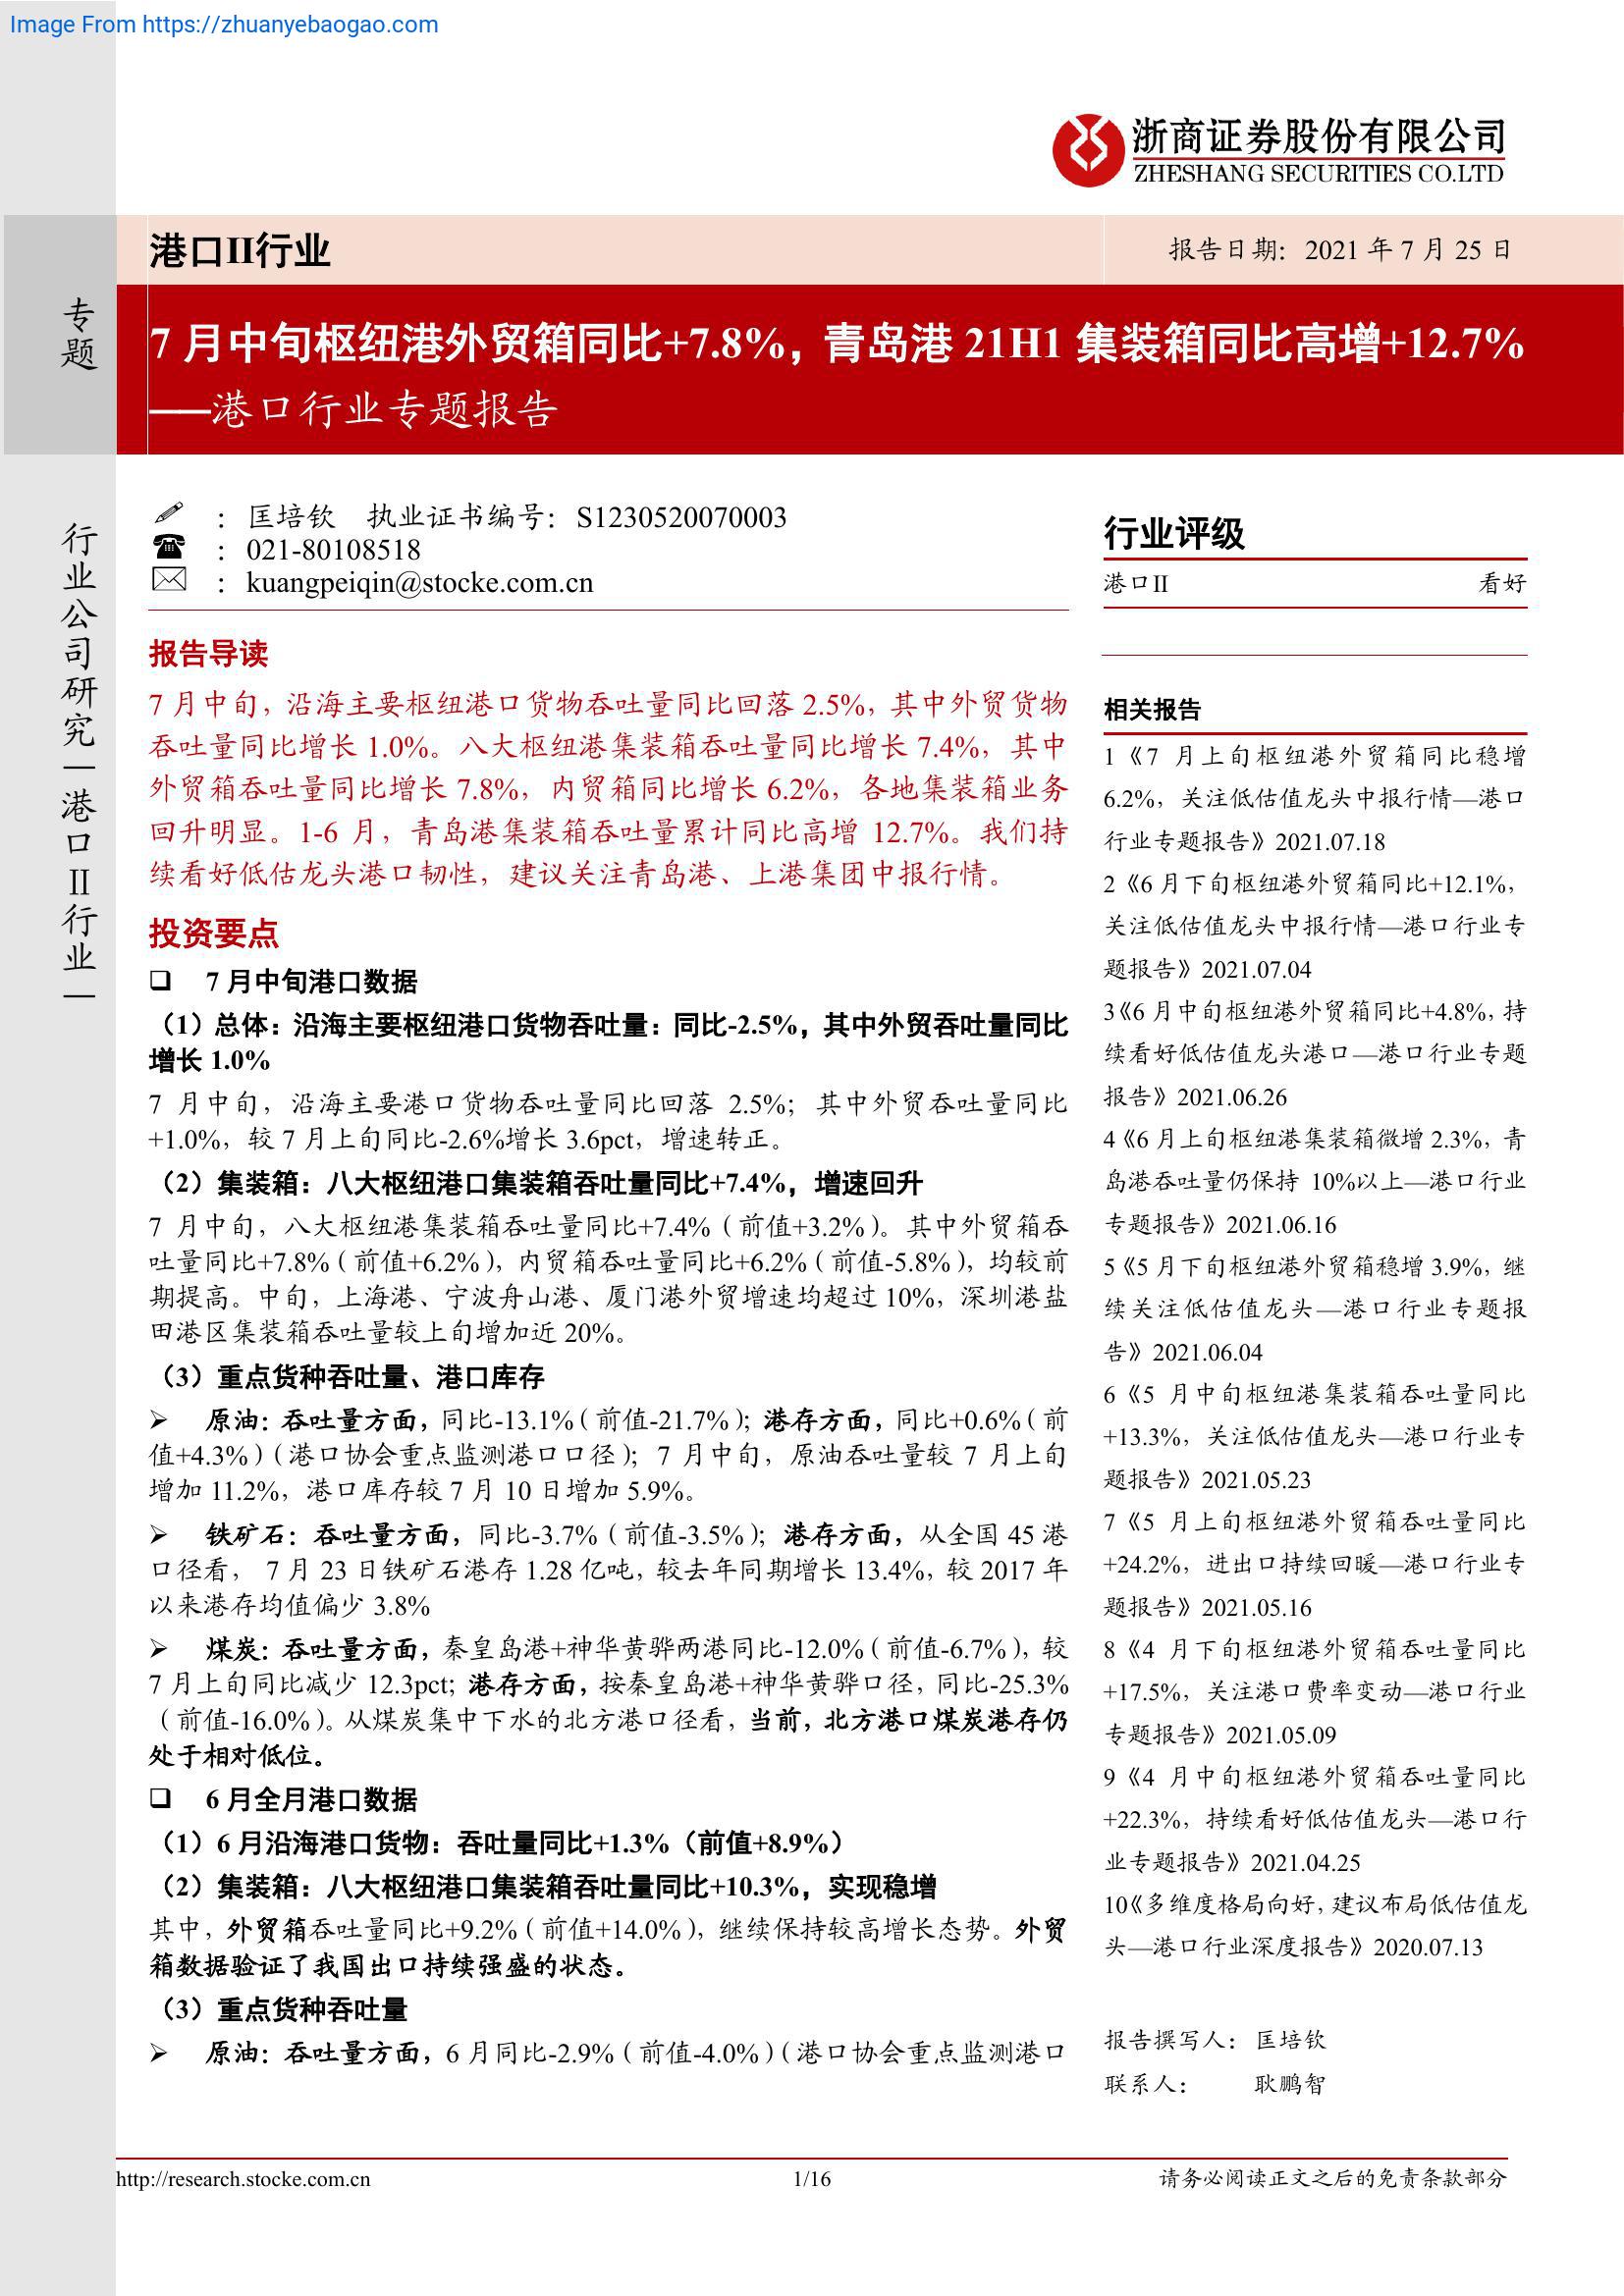 Image From https://zhuanyebaogao.com
浙商证券股份有限公司
ZHESHANG SECURITIES CO.LTD
专题
港口II行业
报告日期：2021 年 7 月 25 日
7 月中旬枢纽港外贸箱同比+7.8%，青岛港 21H1 集装箱同比高增+12.7%
——港口行业专题报告
行业公司研究｜港口Ⅱ行业｜
：匡培钦 执业证书编号：S1230520070003
：021-80108518
：kuangpeiqin@stocke.com.cn
报告导读
7 月中旬，沿海主要枢纽港口货物吞吐量同比回落 2.5%，其中外贸货物
吞吐量同比增长 1.0%。八大枢纽港集装箱吞吐量同比增长 7.4%，其中
外贸箱吞吐量同比增长 7.8%，内贸箱同比增长 6.2%，各地集装箱业务
回升明显。1-6 月，青岛港集装箱吞吐量累计同比高增 12.7%。我们持
续看好低估龙头港口韧性，建议关注青岛港、上港集团中报行情。
投资要点
❑ 7 月中旬港口数据
（1）总体：沿海主要枢纽港口货物吞吐量：同比-2.5%，其中外贸吞吐量同比
增长 1.0%
7 月中旬，沿海主要港口货物吞吐量同比回落 2.5%；其中外贸吞吐量同比
+1.0%，较 7 月上旬同比-2.6%增长 3.6pct，增速转正。
（2）集装箱：八大枢纽港口集装箱吞吐量同比+7.4%，增速回升
7 月中旬，八大枢纽港集装箱吞吐量同比+7.4%（前值+3.2%）。其中外贸箱吞
吐量同比+7.8%（前值+6.2%），内贸箱吞吐量同比+6.2%（前值-5.8%），均较前
期提高。中旬，上海港、宁波舟山港、厦门港外贸增速均超过 10%，深圳港盐
田港区集装箱吞吐量较上旬增加近 20%。
（3）重点货种吞吐量、港口库存
➢ 原油：吞吐量方面，同比-13.1%（前值-21.7%）；港存方面，同比+0.6%（前
值+4.3%）（港口协会重点监测港口口径）；7 月中旬，原油吞吐量较 7 月上旬
增加 11.2%，港口库存较 7 月 10 日增加 5.9%。
➢ 铁矿石：吞吐量方面，同比-3.7%（前值-3.5%）；港存方面，从全国 45 港
口径看， 7 月 23 日铁矿石港存 1.28 亿吨，较去年同期增长 13.4%，较 2017 年
以来港存均值偏少 3.8%
➢ 煤炭：吞吐量方面，秦皇岛港+神华黄骅两港同比-12.0%（前值-6.7%），较
7 月上旬同比减少 12.3pct；港存方面，按秦皇岛港+神华黄骅口径，同比-25.3%
（前值-16.0%）。从煤炭集中下水的北方港口径看，当前，北方港口煤炭港存仍
处于相对低位。
❑ 6 月全月港口数据
（1）6 月沿海港口货物：吞吐量同比+1.3%（前值+8.9%）
（2）集装箱：八大枢纽港口集装箱吞吐量同比+10.3%，实现稳增
其中，外贸箱吞吐量同比+9.2%（前值+14.0%），继续保持较高增长态势。外贸
箱数据验证了我国出口持续强盛的状态。
（3）重点货种吞吐量
➢ 原油：吞吐量方面，6 月同比-2.9%（前值-4.0%）（港口协会重点监测港口
行业评级
港口II 看好
相关报告
1《7 月上旬枢纽港外贸箱同比稳增
6.2%，关注低估值龙头中报行情—港口
行业专题报告》2021.07.18
2《6 月下旬枢纽港外贸箱同比+12.1%，
关注低估值龙头中报行情—港口行业专
题报告》2021.07.04
3《6 月中旬枢纽港外贸箱同比+4.8%，持
续看好低估值龙头港口—港口行业专题
报告》2021.06.26
4《6 月上旬枢纽港集装箱微增 2.3%，青
岛港吞吐量仍保持 10%以上—港口行业
专题报告》2021.06.16
5《5 月下旬枢纽港外贸箱稳增 3.9%，继
续关注低估值龙头—港口行业专题报
告》2021.06.04
6《5 月中旬枢纽港集装箱吞吐量同比
+13.3%，关注低估值龙头—港口行业专
题报告》2021.05.23
7《5 月上旬枢纽港外贸箱吞吐量同比
+24.2%，进出口持续回暖—港口行业专
题报告》2021.05.16
8《4 月下旬枢纽港外贸箱吞吐量同比
+17.5%，关注港口费率变动—港口行业
专题报告》2021.05.09
9《4 月中旬枢纽港外贸箱吞吐量同比
+22.3%，持续看好低估值龙头—港口行
业专题报告》2021.04.25
10《多维度格局向好，建议布局低估值龙
头—港口行业深度报告》2020.07.13
报告撰写人：匡培钦
联系人： 耿鹏智
http://research.stocke.com.cn
1/16
请务必阅读正文之后的免责条款部分